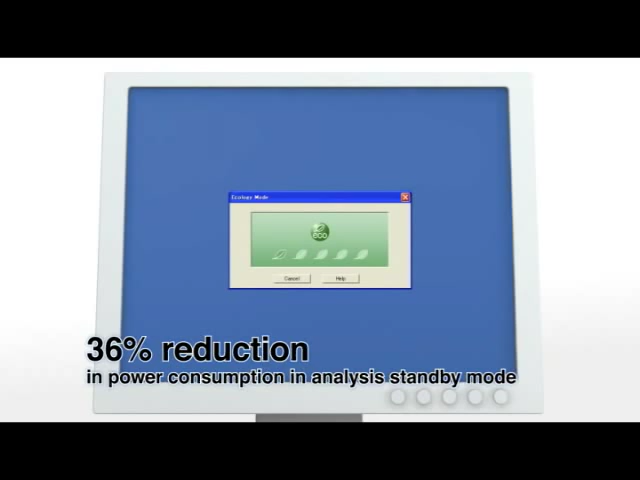 Ecology Mode
eco
Cancel
Help
36% reduction
in power consumption in analysis standby mode